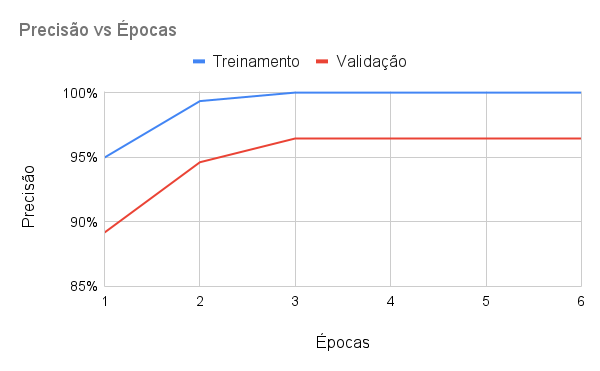 Precisão vs Épocas
Treinamento Validação
100%
95%
90%
85%
Precisão
1 2 3 4 5 6
Épocas